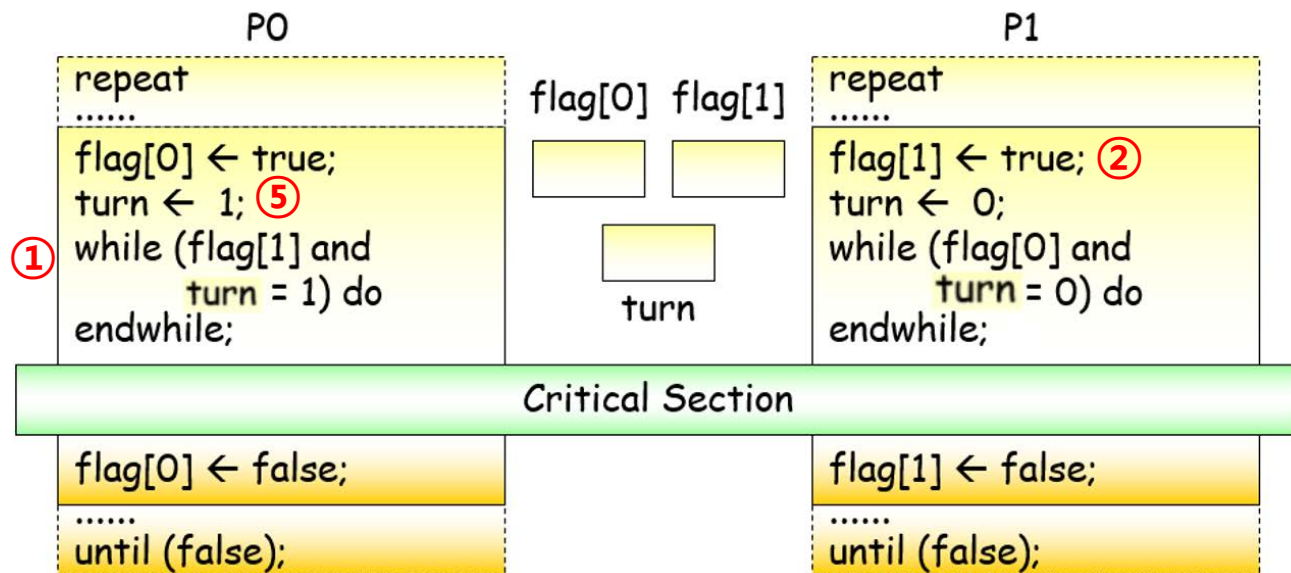 P0
repeat
......
flag[0] ← true;
turn ← 1; ⑤
① while (flag[1] and
turn = 1) do
endwhile;
flag[0] flag[1]
turn
P1
repeat
......
flag[1] ← true; ②
turn ← 0;
while (flag[0] and
turn = 0) do
endwhile;
Critical Section
flag[0] ← false;
......
until (false);
flag[1] ← false;
......
until (false);